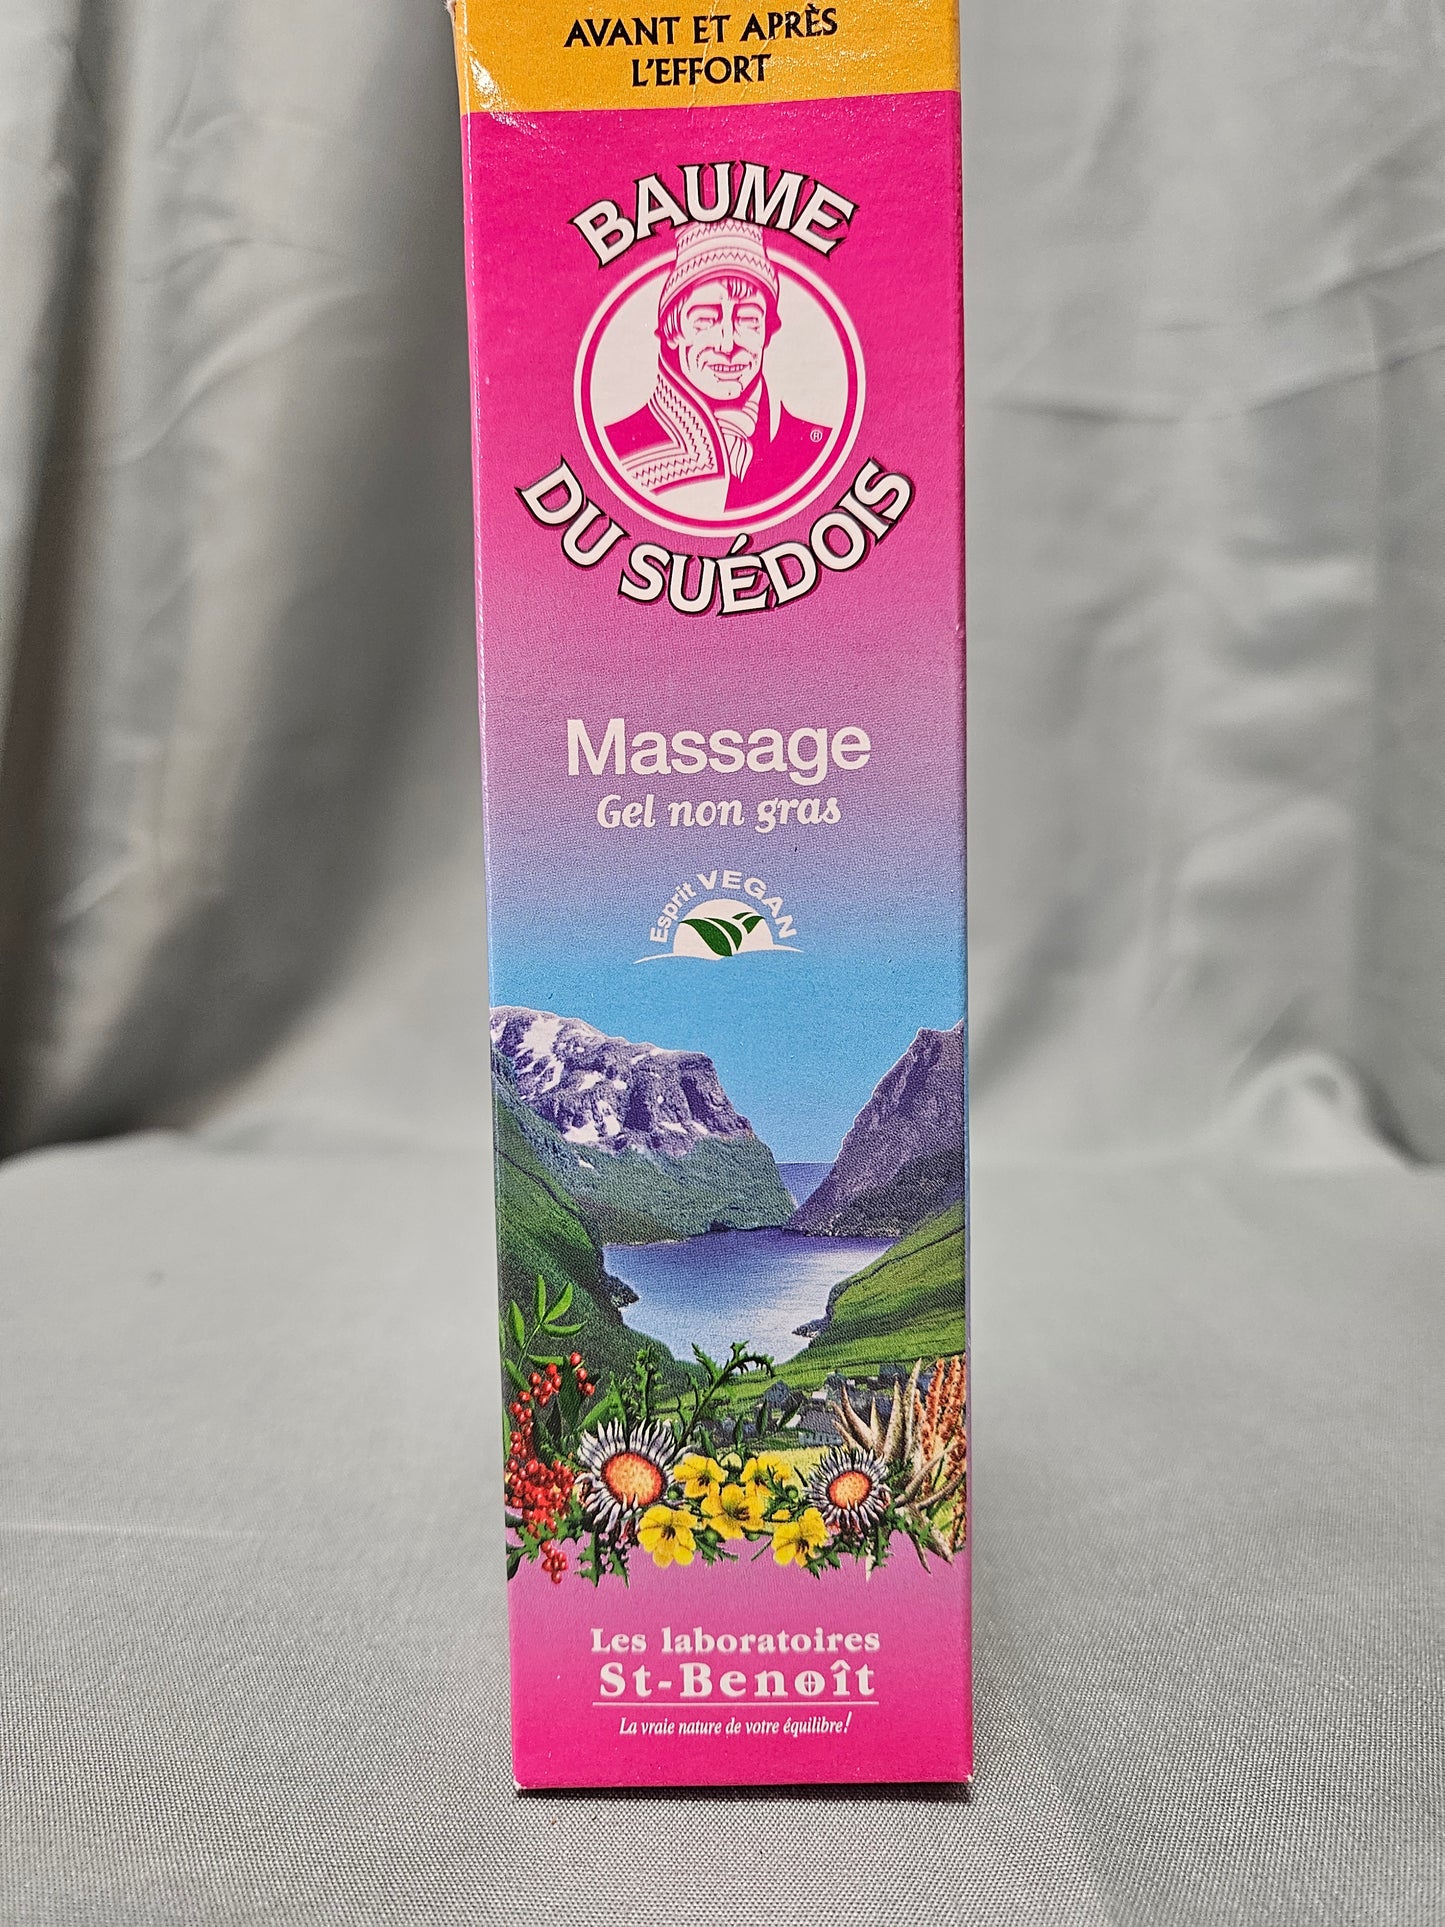 AVANT ET APRÈS
L'EFFORT
BAUME
®
DU SUÉDOIS
Massage
Gel non gras
Esprit VEGAN
Les laboratoires
St-Benoît
La vraie nature de votre équilibre!